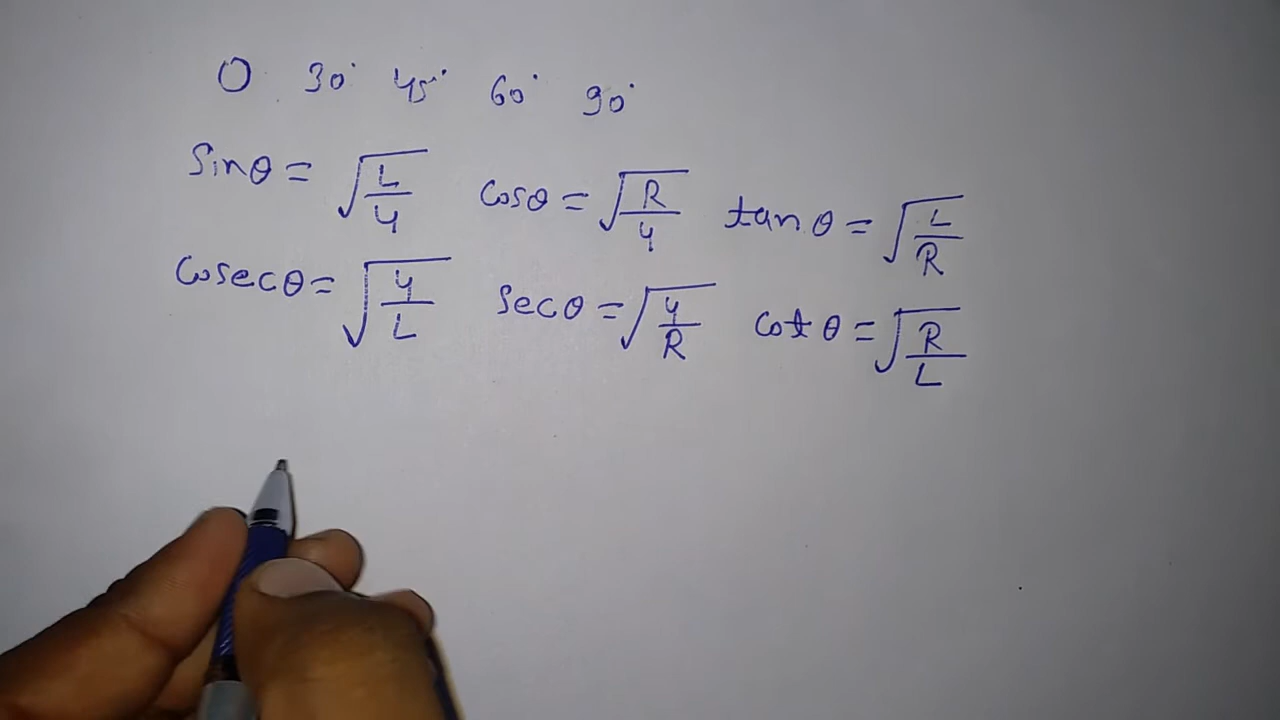 0 30° 45° 60° 90°
Sinθ = √(L/4) cosθ = √(R/4) tanθ = √(L/R)
Cosecθ = √(4/L) Secθ = √(4/R) Cotθ = √(R/L)